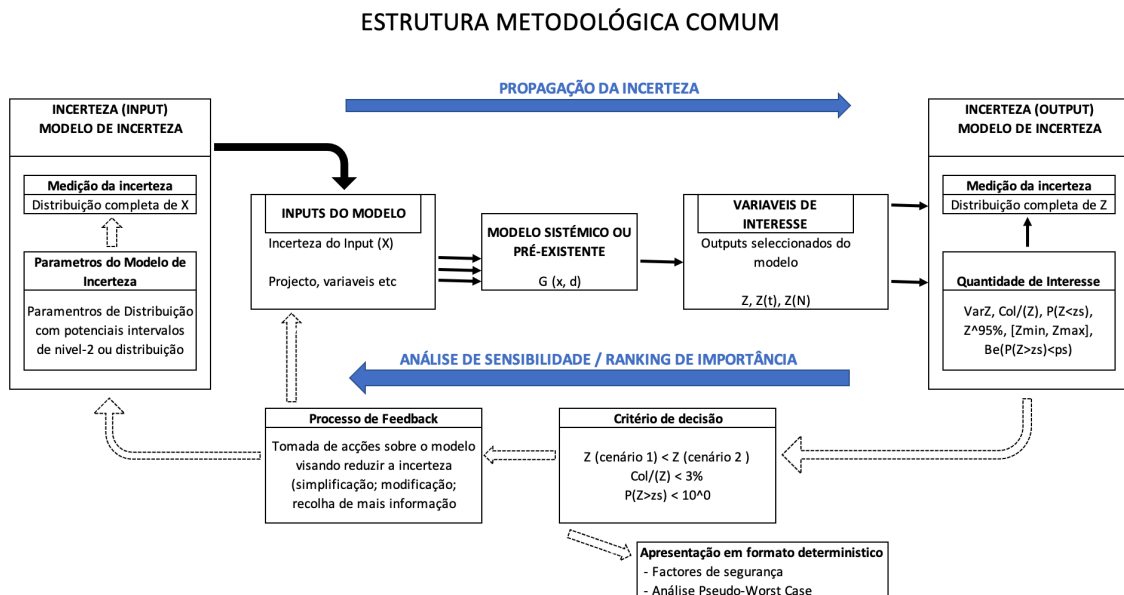 ESTRUTURA METODOLÓGICA COMUM
PROPAGAÇÃO DA INCERTEZA
INCERTEZA (INPUT)
MODELO DE INCERTEZA
Medição da incerteza
Distribuição completa de X
Parametros do Modelo de
Incerteza
Paramentros de Distribuição
com potenciais intervalos
de nivel-2 ou distribuição
INPUTS DO MODELO
Incerteza do Input (X)
Projecto, variaveis etc
MODELO SISTÉMICO OU
PRÉ-EXISTENTE
G (x, d)
VARIAVEIS DE
INTERESSE
Outputs seleccionados do
modelo
Z, Z(t), Z(N)
INCERTEZA (OUTPUT)
MODELO DE INCERTEZA
Medição da incerteza
Distribuição completa de Z
Quantidade de Interesse
VarZ, Col/(Z), P(Z<zs),
Z^95%, [Zmin, Zmax],
Be(P(Z>zs)<ps)
ANÁLISE DE SENSIBILIDADE / RANKING DE IMPORTÂNCIA
Processo de Feedback
Tomada de acções sobre o modelo
visando reduzir a incerteza
(simplificação; modificação;
recolha de mais informação
Critério de decisão
Z (cenário 1) < Z (cenário 2 )
Col/(Z) < 3%
P(Z>zs) < 10^0
Apresentação em formato deterministico
- Factores de segurança
- Análise Pseudo-Worst Case